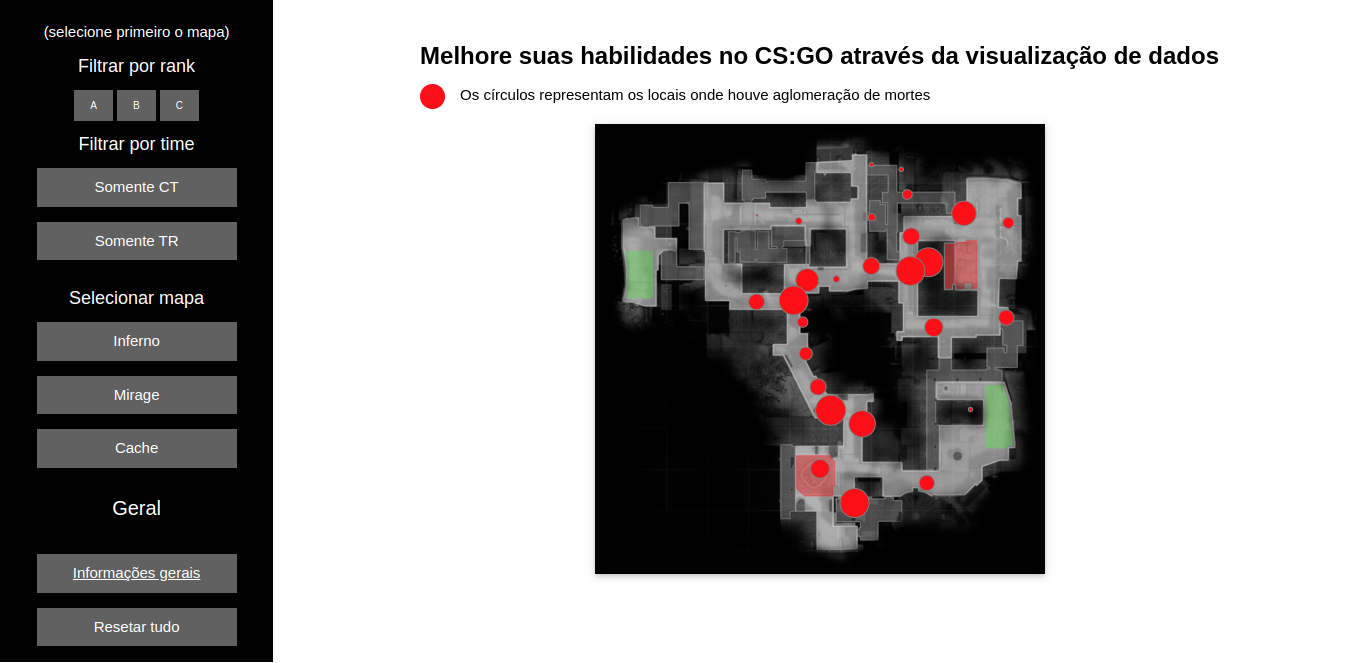 (selecione primeiro o mapa)
Filtrar por rank
A B C
Filtrar por time
Somente CT
Somente TR
Selecionar mapa
Inferno
Mirage
Cache
Geral
Informações gerais
Resetar tudo
Melhore suas habilidades no CS:GO através da visualização de dados
Os círculos representam os locais onde houve aglomeração de mortes